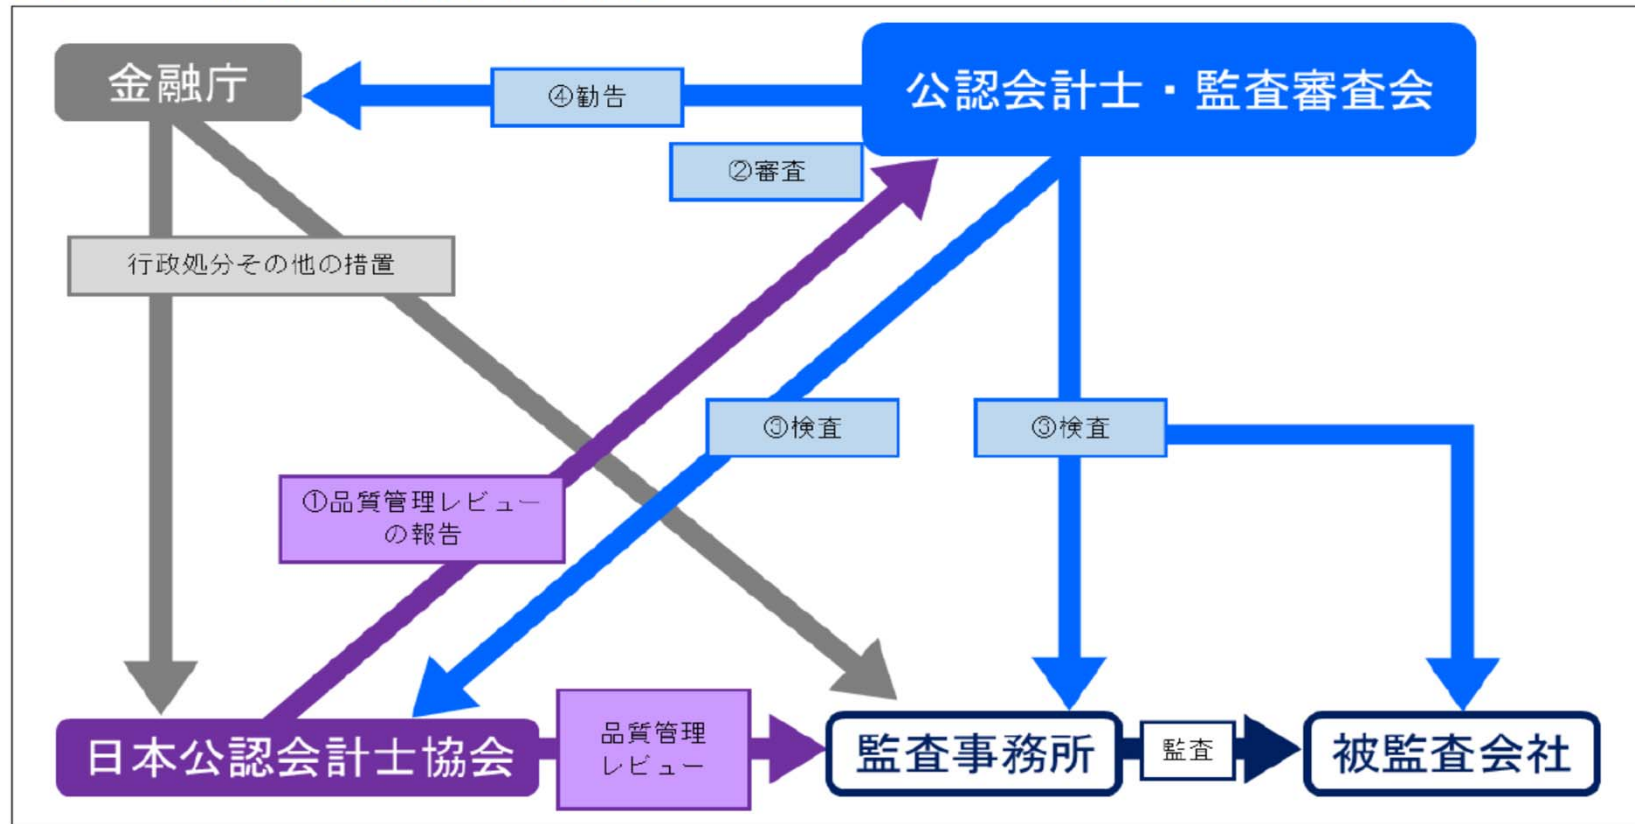 金融庁
④勧告
公認会計士・監査審査会
②審査
行政処分その他の措置
③検査
③検査
①品質管理レビュー
の報告
日本公認会計士協会
品質管理
レビュー
監査事務所
監査
被監査会社